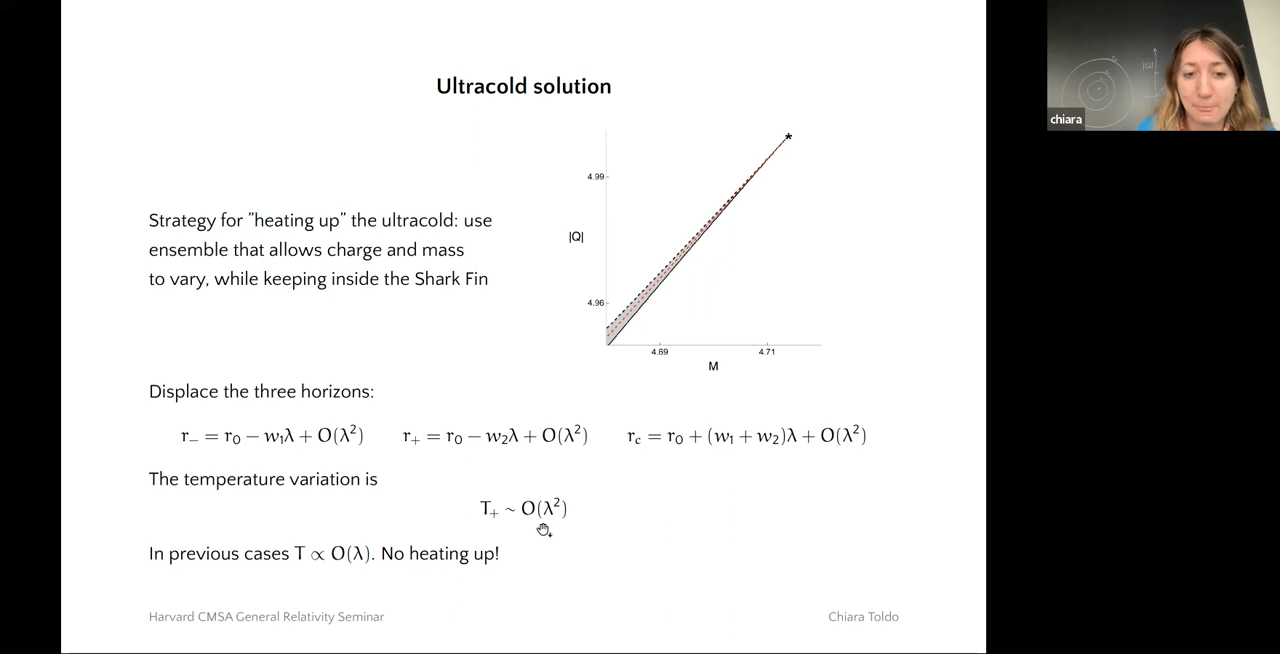 Ultracold solution
Strategy for "heating up" the ultracold: use
ensemble that allows charge and mass
to vary, while keeping inside the Shark Fin
*
4.99
|Q|
4.96
4.69
4.71
M
Displace the three horizons:
r₋ = r₀ − w₁λ + O(λ²) r₊ = r₀ − w₂λ + O(λ²) r_c = r₀ + (w₁ + w₂)λ + O(λ²)
The temperature variation is
T₊ ~ O(λ²)
In previous cases T ∝ O(λ). No heating up!
Harvard CMSA General Relativity Seminar
Chiara Toldo
chiara
|Q|